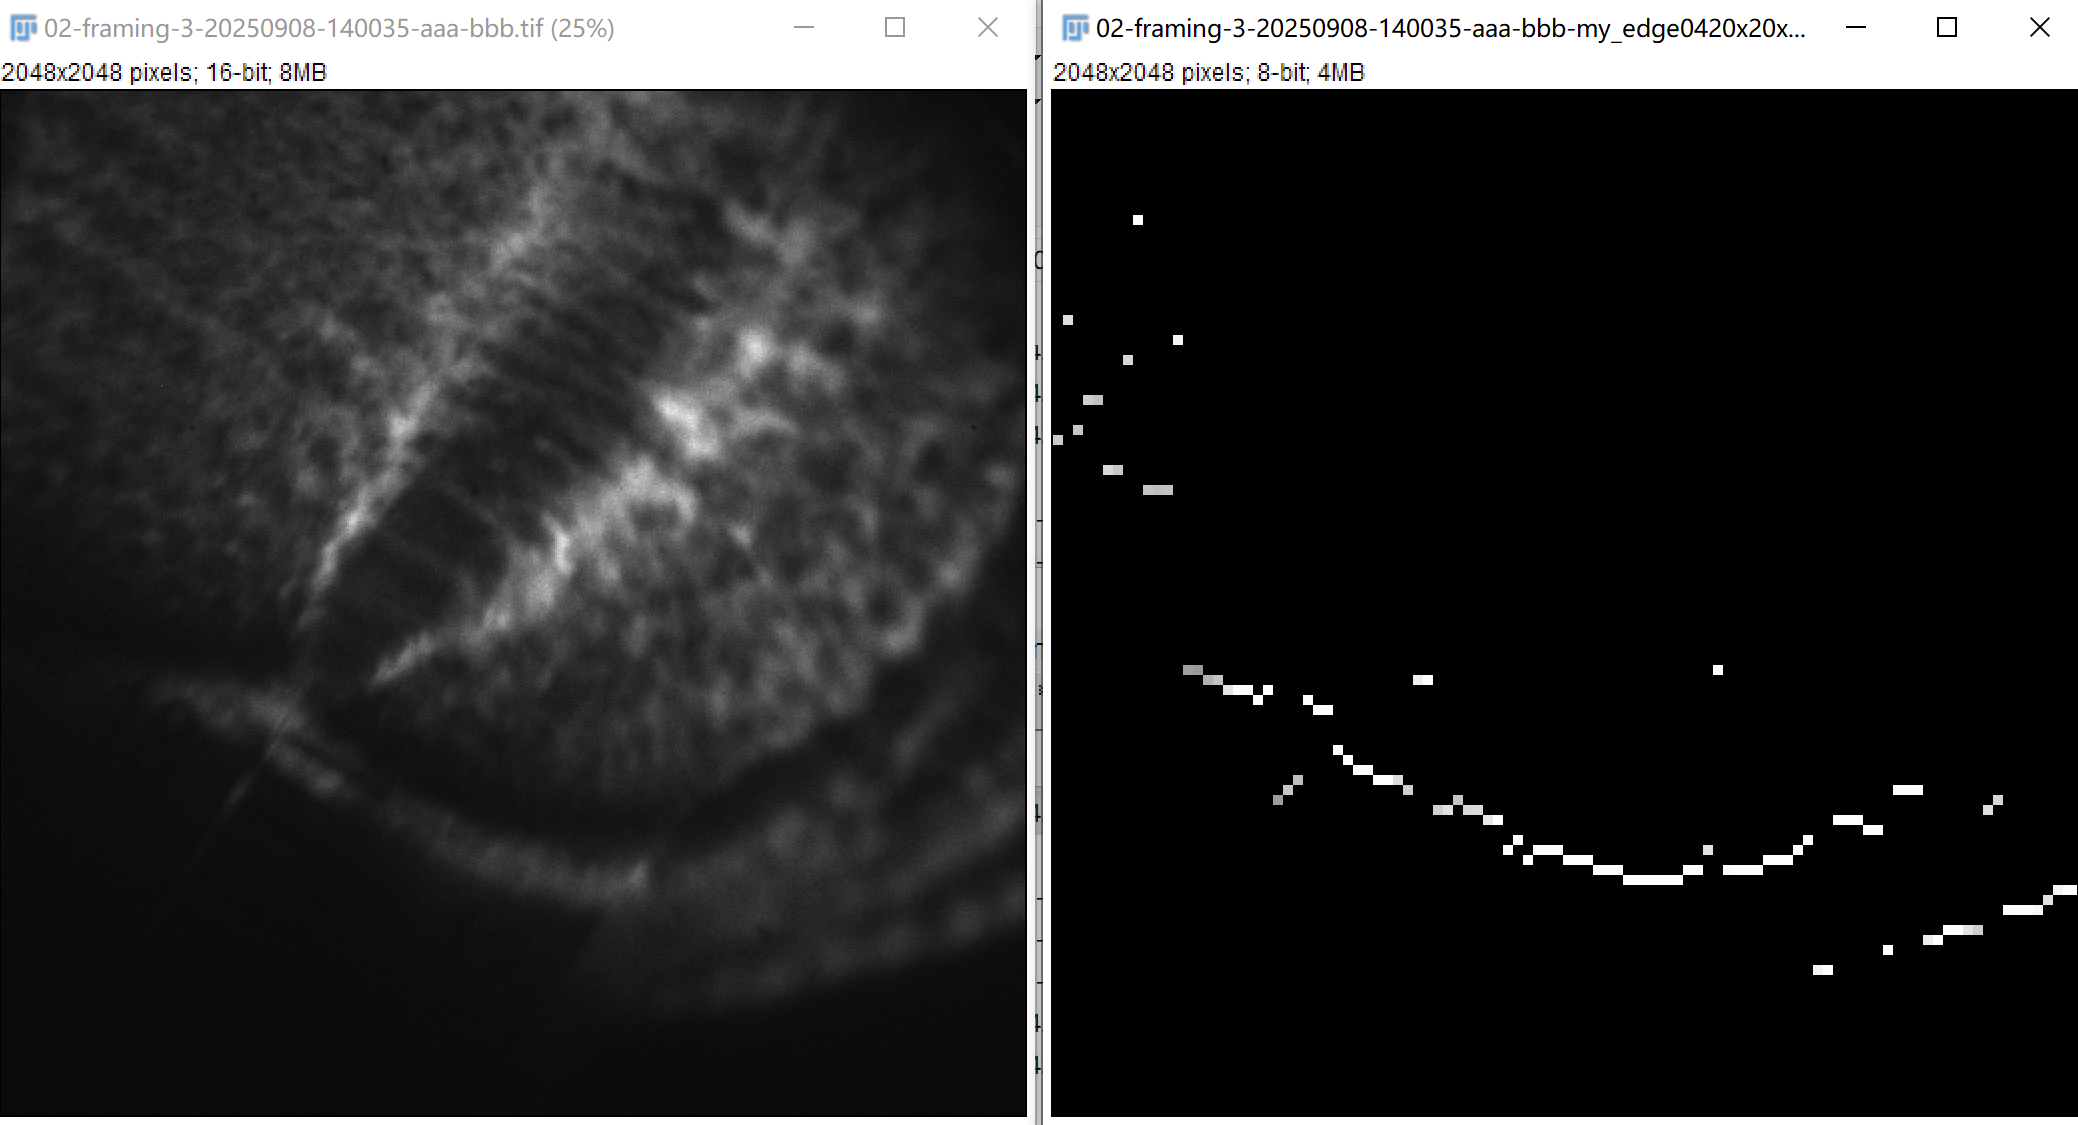 02-framing-3-20250908-140035-aaa-bbb.tif (25%)
2048x2048 pixels; 16-bit; 8MB
02-framing-3-20250908-140035-aaa-bbb-my_edge0420x20x...
2048x2048 pixels; 8-bit; 4MB